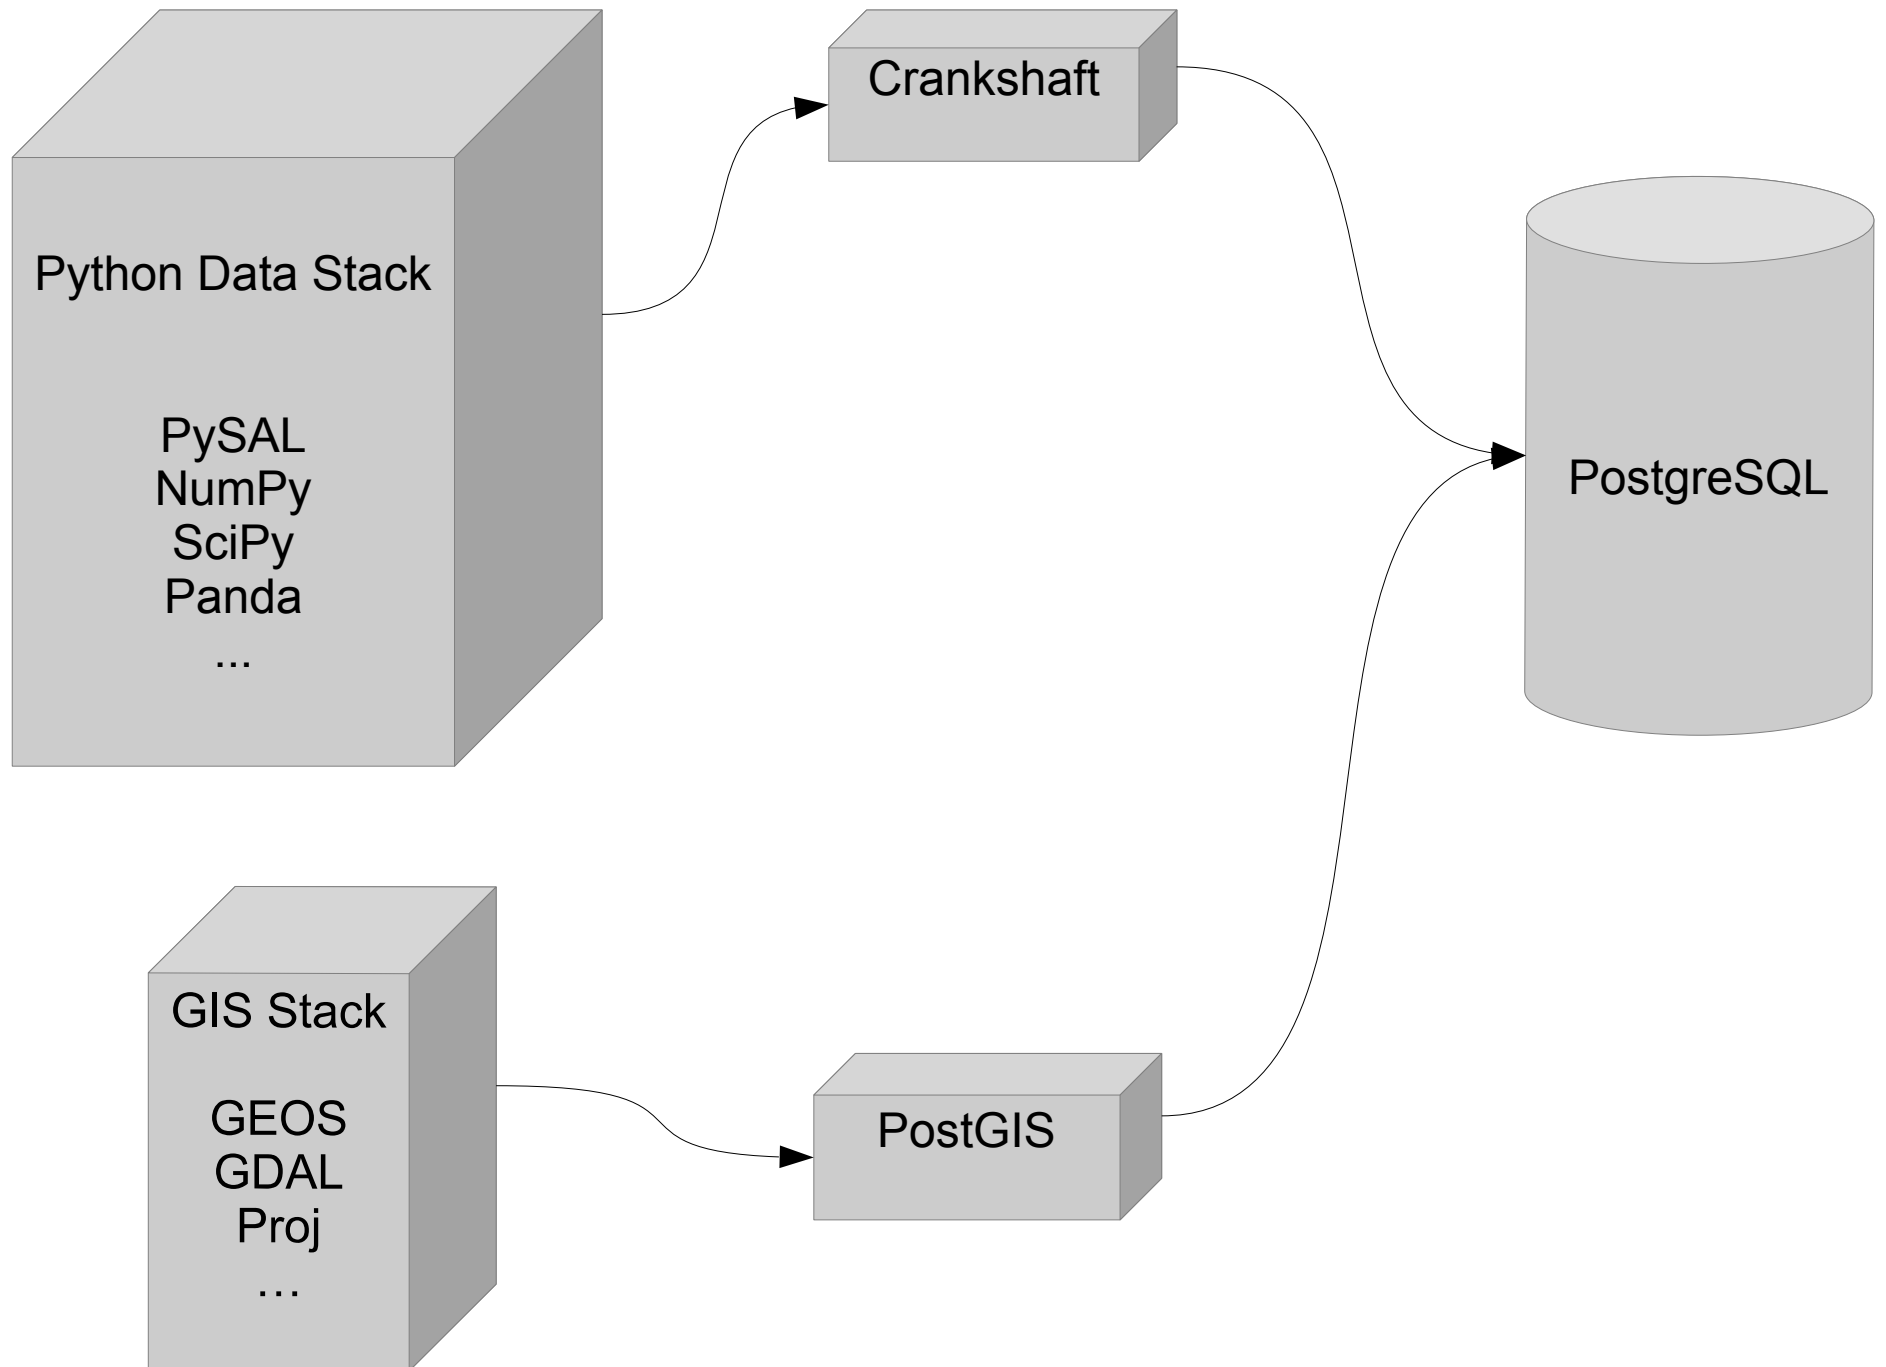 Python Data Stack
PySAL
NumPy
SciPy
Panda
...
Crankshaft
PostgreSQL
GIS Stack
GEOS
GDAL
Proj
…
PostGIS